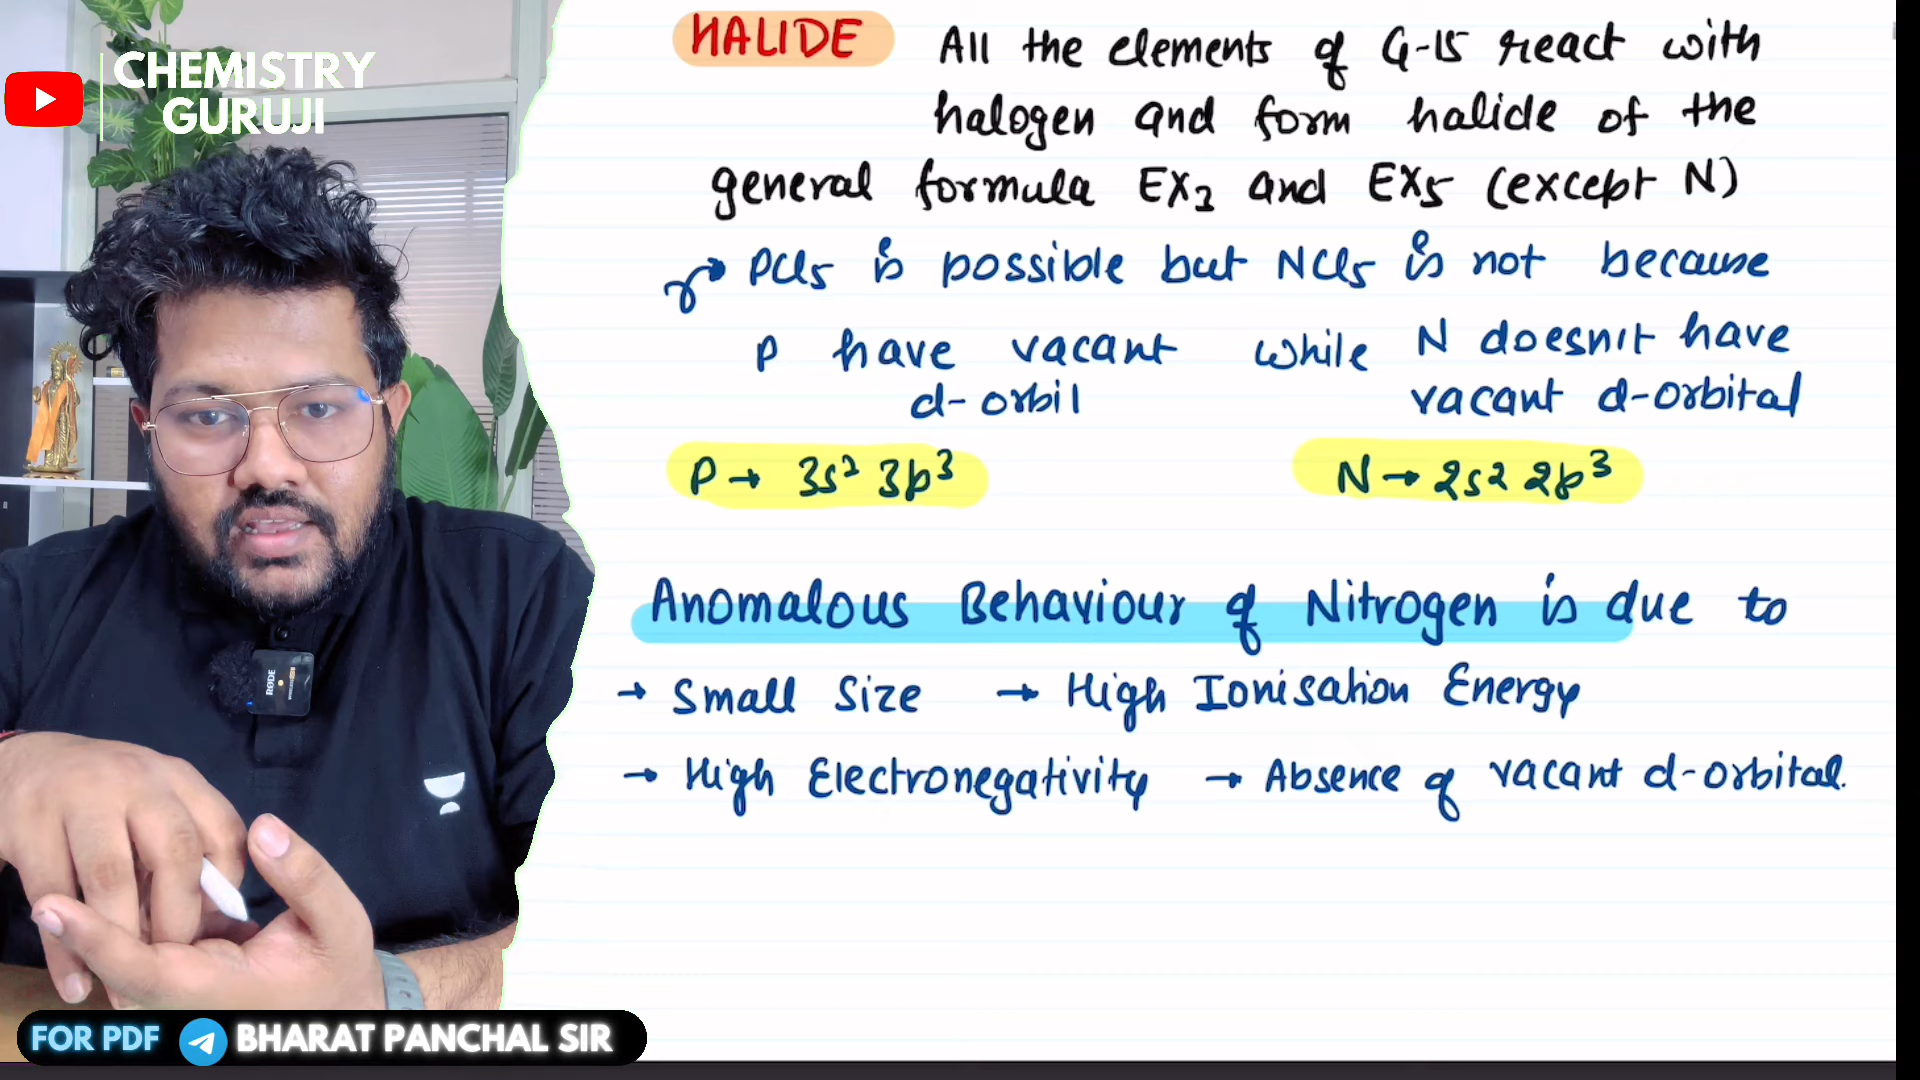 CHEMISTRY
GURUJI
HALIDE All the elements of G-15 react with
halogen and form halide of the
general formula EX3 and EX5 (except N)
PCl5 is possible but NCl5 is not because
P have vacant while N doesn't have
d-orbil vacant d-orbital
P → 3s² 3p³ N → 2s² 2p³
Anomalous Behaviour of Nitrogen is due to
→ Small Size → High Ionisation Energy
→ High Electronegativity → Absence of vacant d-orbital.
RØDE
FOR PDF BHARAT PANCHAL SIR